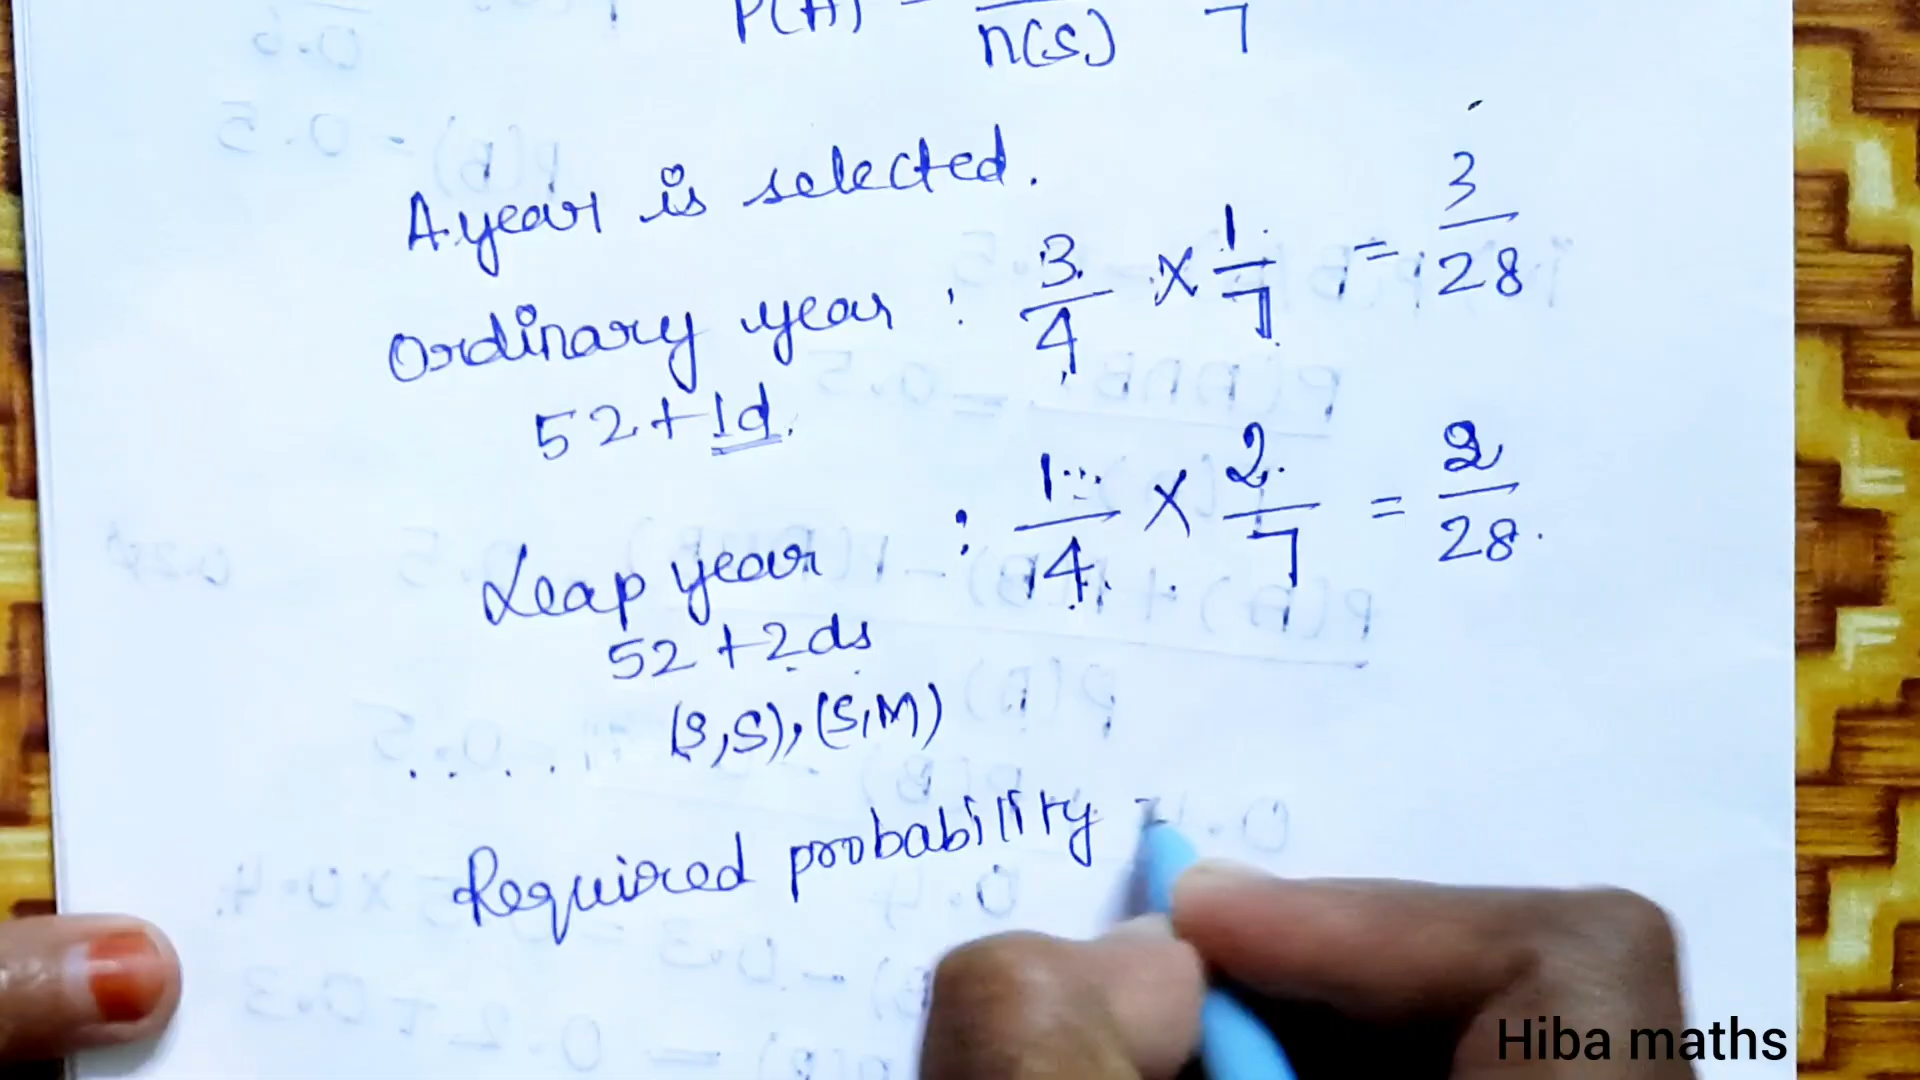 P(A) =
n(S) 7
A year is selected.
Ordinary year : 3/4 × 1/7 = 3/28
52 + 1d.
Leap year : 1/4 × 2/7 = 2/28.
52 + 2ds
(S,S), (S,M)
Required probability =
Hiba maths